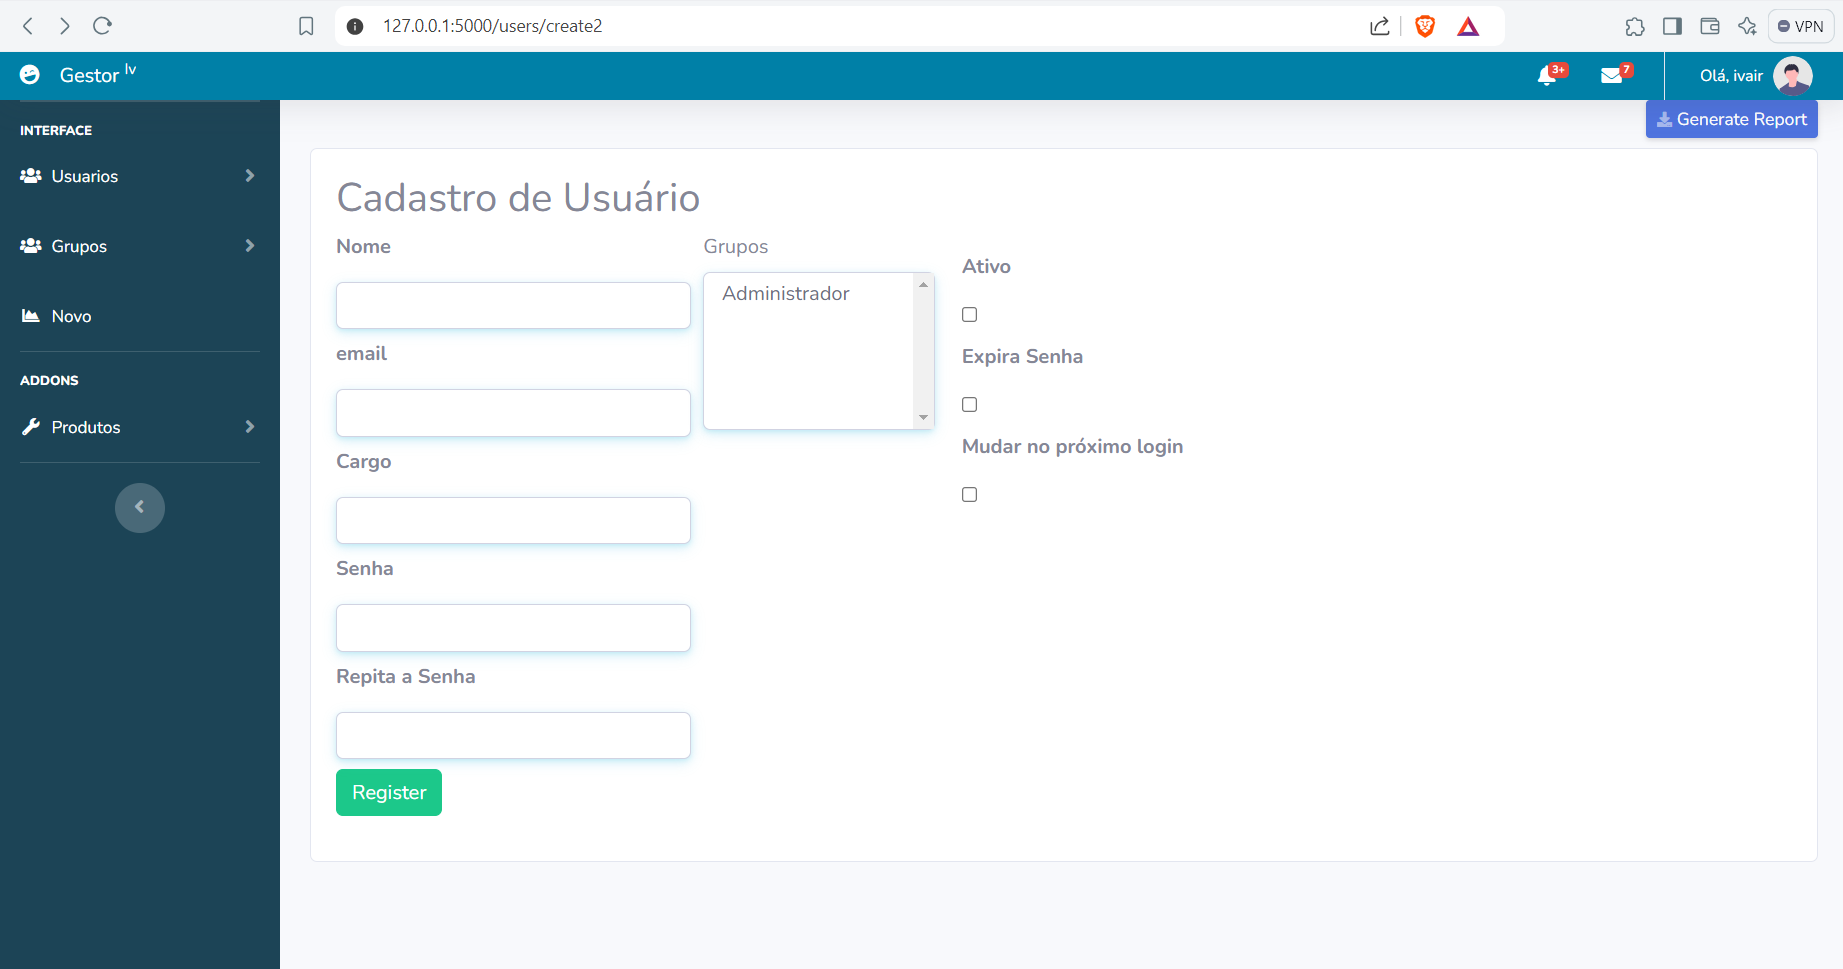 127.0.0.1:5000/users/create2
VPN
Gestor lv
3+
7
Olá, ivair
Generate Report
INTERFACE
Usuarios
Grupos
Novo
ADDONS
Produtos
Cadastro de Usuário
Nome
email
Cargo
Senha
Repita a Senha
Register
Grupos
Administrador
Ativo
Expira Senha
Mudar no próximo login